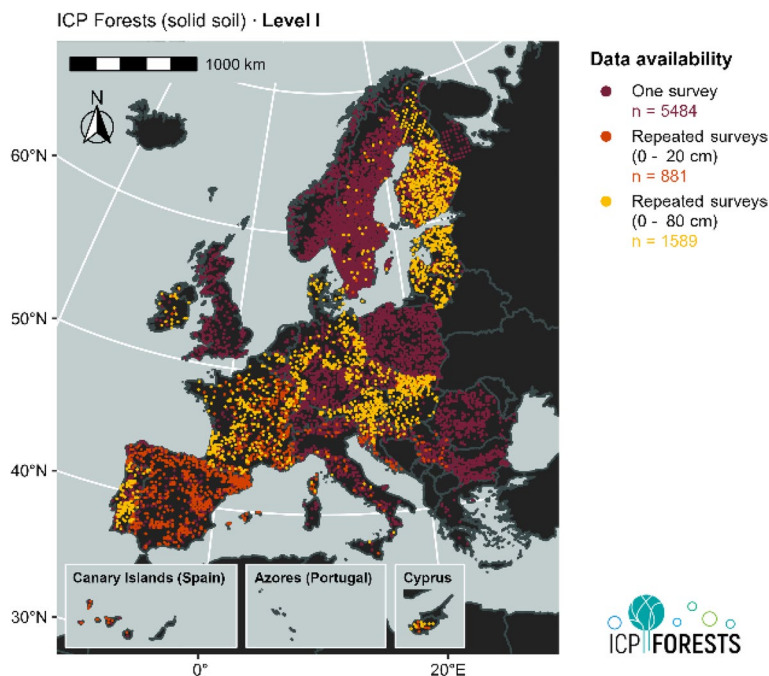 ICP Forests (solid soil) · Level I
1000 km
N
60°N
50°N
40°N
30°N
0°
20°E
Canary Islands (Spain)
Azores (Portugal)
Cyprus
Data availability
One survey
n = 5484
Repeated surveys
(0 - 20 cm)
n = 881
Repeated surveys
(0 - 80 cm)
n = 1589
ICP FORESTS